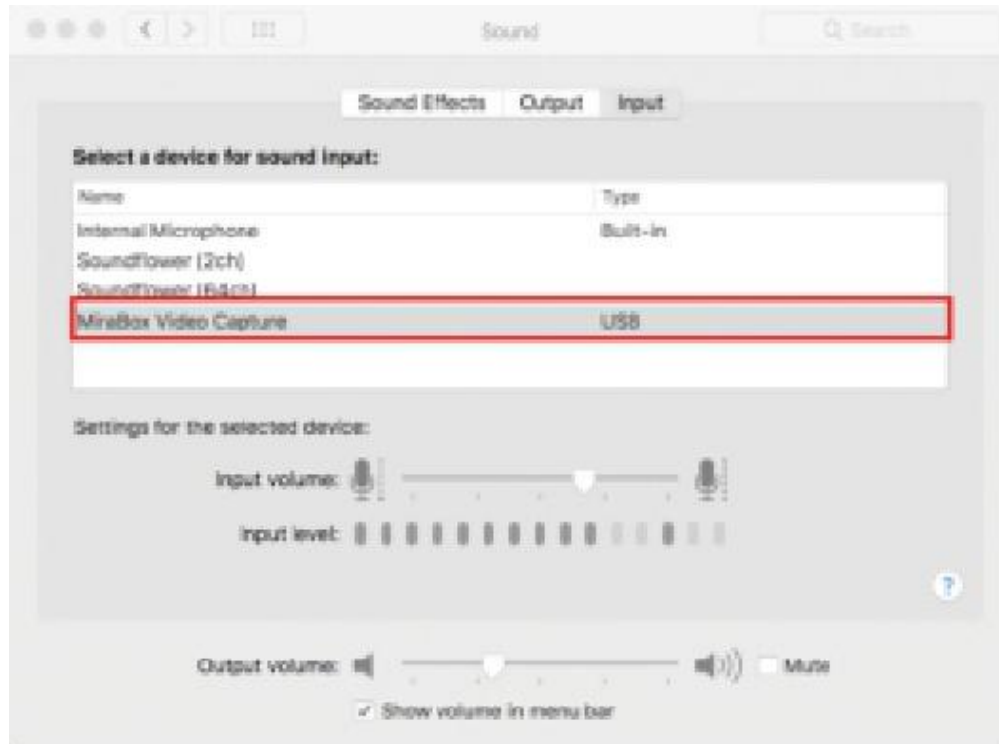 Sound
Search
Sound Effects Output Input
Select a device for sound input:
Name Type
Internal Microphone Built-in
Soundflower (2ch)
Soundflower (64ch)
MiraBox Video Capture USB
Settings for the selected device:
Input volume:
Input level:
?
Output volume: Mute
Show volume in menu bar